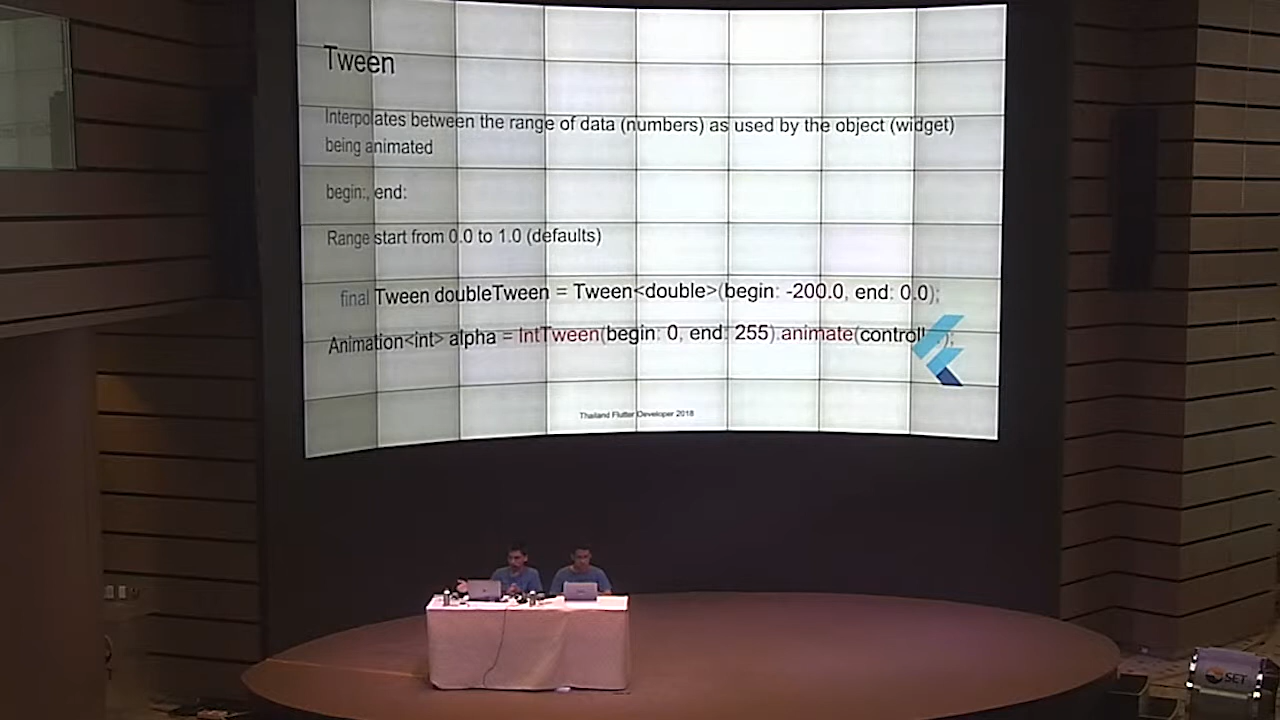 Tween
Interpolates between the range of data (numbers) as used by the object (widget)
being animated
begin:, end:
Range start from 0.0 to 1.0 (defaults)
final Tween doubleTween = Tween<double>(begin: -200.0, end: 0.0);
Animation<int> alpha = IntTween(begin: 0, end: 255).animate(controll );
Thailand Flutter Developer 2018
SET